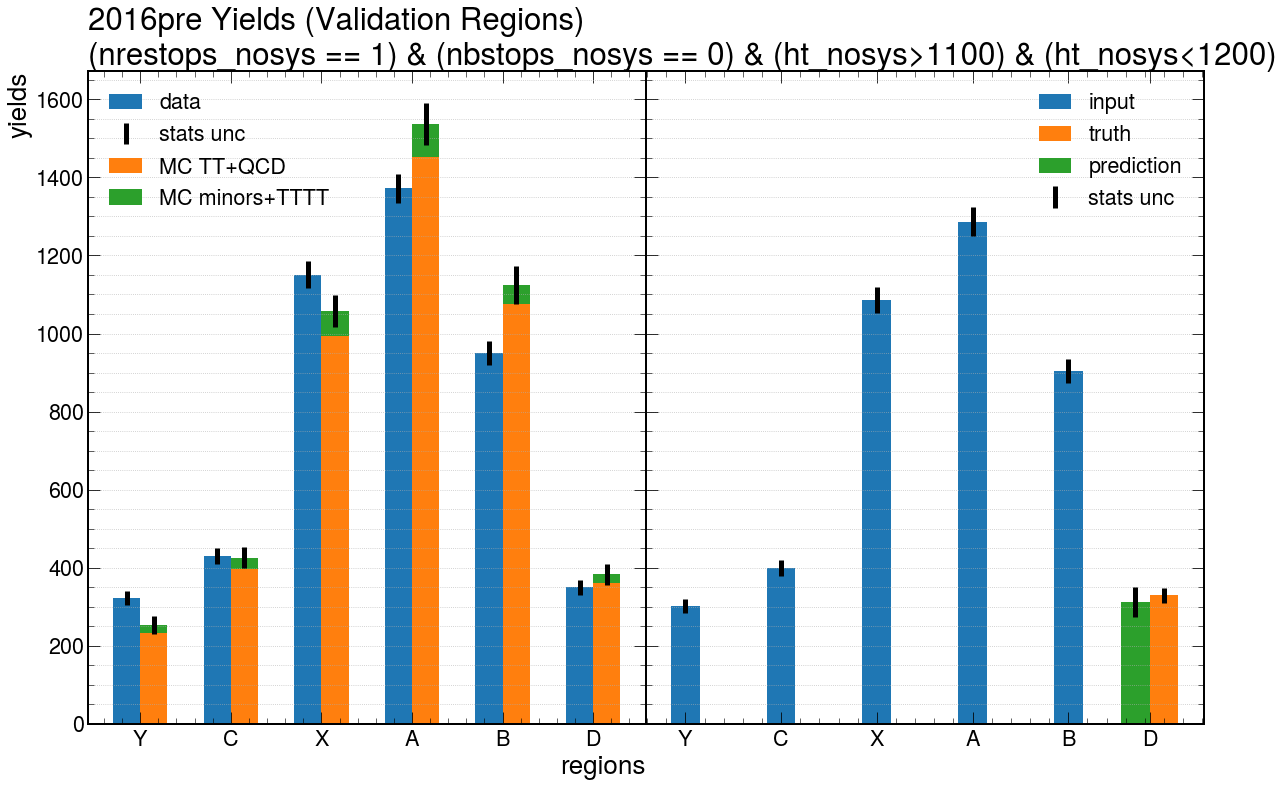 2016pre Yields (Validation Regions)
(nrestops_nosys == 1) & (nbstops_nosys == 0) & (ht_nosys>1100) & (ht_nosys<1200)
yields
1600
1400
1200
1000
800
600
400
200
0
data
stats unc
MC TT+QCD
MC minors+TTTT
input
truth
prediction
stats unc
Y C X A B D
Y C X A B D
regions